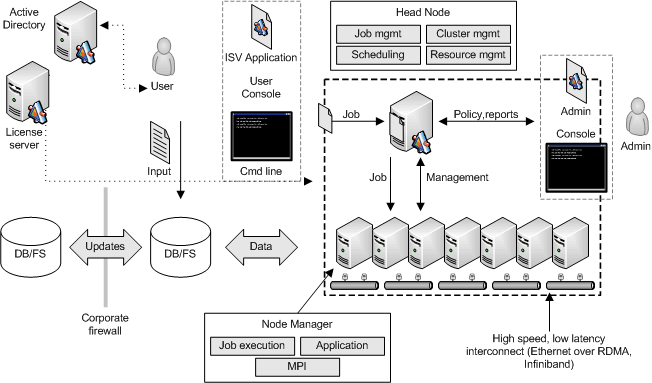 Active
Directory
User
License
server
Input
ISV Application
User
Console
Cmd line
Head Node
Job mgmt
Cluster mgmt
Scheduling
Resource mgmt
Job
Policy,reports
Admin
Console
Admin
Job
Management
DB/FS
Updates
DB/FS
Data
Corporate
firewall
Node Manager
Job execution
Application
MPI
High speed, low latency
interconnect (Ethernet over RDMA,
Infiniband)